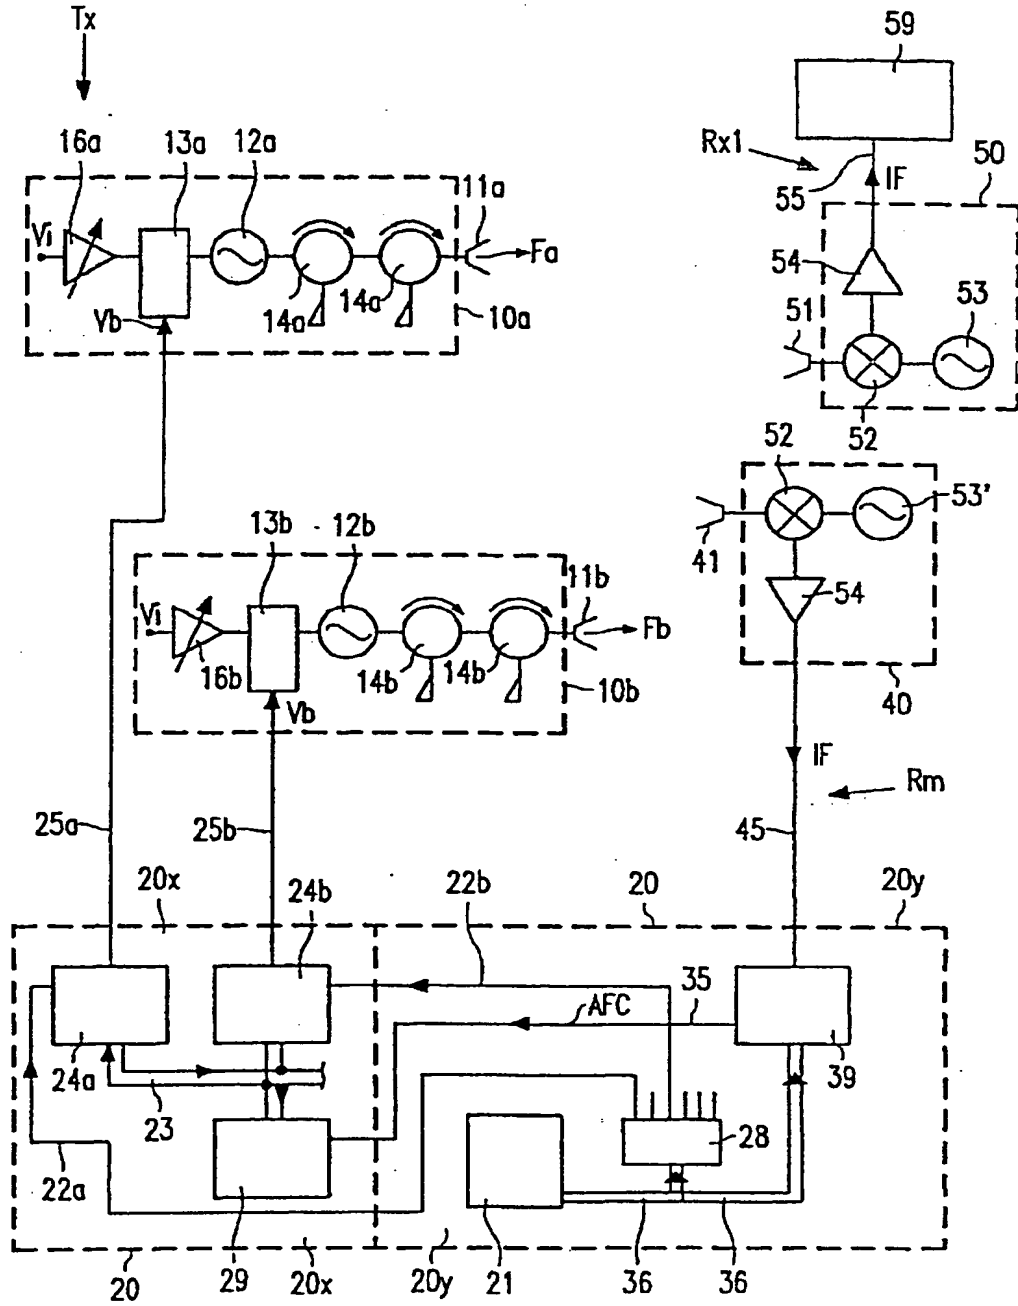 Tx
59
16a
13a
12a
Rx1
50
11a
55
IF
Vi
Fa
54
53
51
14a
14a
10a
Vb
52
52
53'
13b
12b
41
11b
54
Vi
Fb
16b
14b
14b
10b
40
Vb
IF
Rm
25a
25b
45
20x
24b
22b
20
20y
AFC
35
24a
39
23
28
22a
20
29
20x
20y
21
36
36